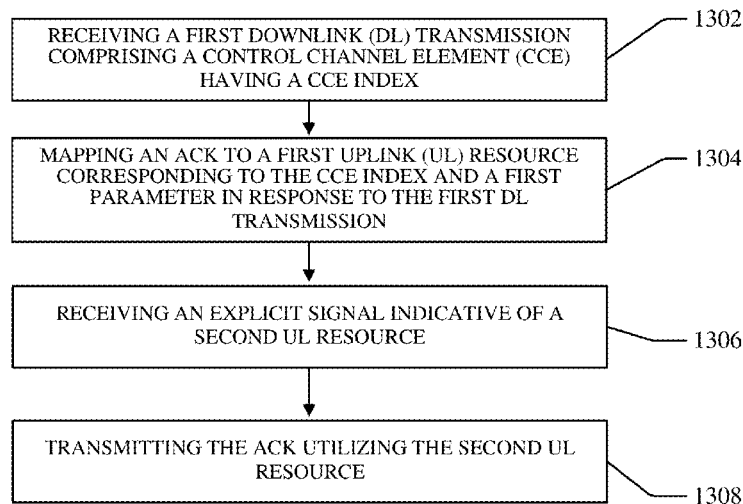 RECEIVING A FIRST DOWNLINK (DL) TRANSMISSION
COMPRISING A CONTROL CHANNEL ELEMENT (CCE)
HAVING A CCE INDEX
1302
MAPPING AN ACK TO A FIRST UPLINK (UL) RESOURCE
CORRESPONDING TO THE CCE INDEX AND A FIRST
PARAMETER IN RESPONSE TO THE FIRST DL
TRANSMISSION
1304
RECEIVING AN EXPLICIT SIGNAL INDICATIVE OF A
SECOND UL RESOURCE
1306
TRANSMITTING THE ACK UTILIZING THE SECOND UL
RESOURCE
1308